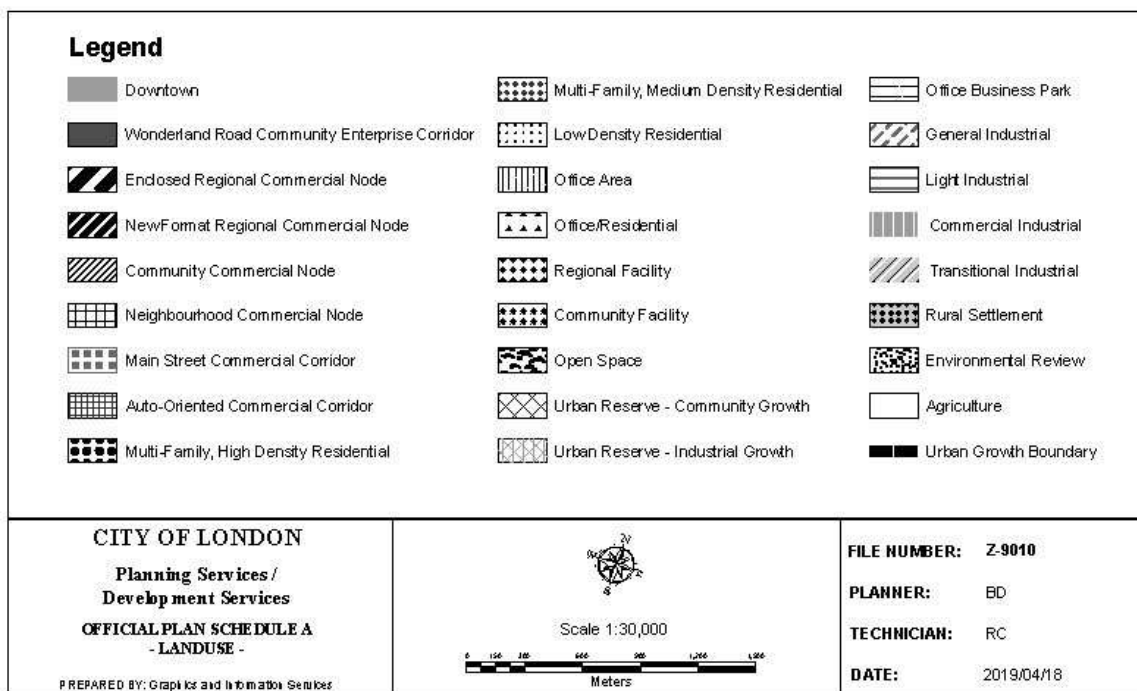 Legend
Downtown
Wonderland Road Community Enterprise Corridor
Enclosed Regional Commercial Node
New Format Regional Commercial Node
Community Commercial Node
Neighbourhood Commercial Node
Main Street Commercial Corridor
Auto-Oriented Commercial Corridor
Multi-Family, High Density Residential
Multi-Family, Medium Density Residential
Low Density Residential
Office Area
Office/Residential
Regional Facility
Community Facility
Open Space
Urban Reserve - Community Growth
Urban Reserve - Industrial Growth
Office Business Park
General Industrial
Light Industrial
Commercial Industrial
Transitional Industrial
Rural Settlement
Environmental Review
Agriculture
Urban Growth Boundary
CITY OF LONDON
Planning Services /
Development Services
OFFICIAL PLAN SCHEDULE A
- LANDUSE -
PREPARED BY: Graphics and Information Services
Scale 1:30,000
Meters
FILE NUMBER: Z-9010
PLANNER: BD
TECHNICIAN: RC
DATE: 2019/04/18